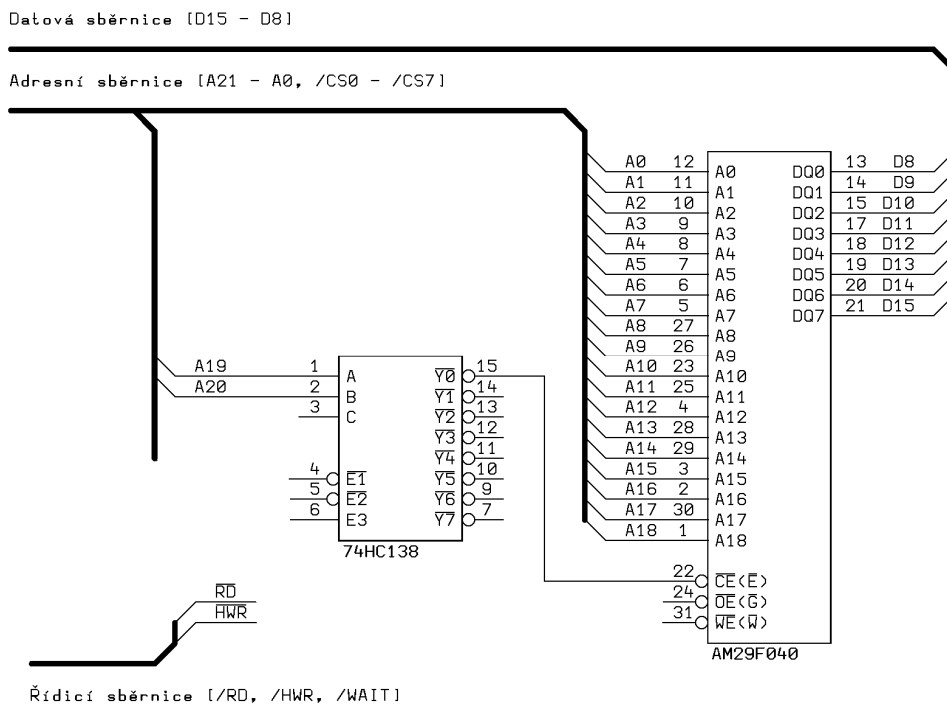 Datová sběrnice [D15 - D8]
Adresní sběrnice [A21 - A0, /CS0 - /CS7]
A0 12 A0 DQ0 13 D8
A1 11 A1 DQ1 14 D9
A2 10 A2 DQ2 15 D10
A3 9 A3 DQ3 17 D11
A4 8 A4 DQ4 18 D12
A5 7 A5 DQ5 19 D13
A6 6 A6 DQ6 20 D14
A7 5 A7 DQ7 21 D15
A8 27 A8
A9 26 A9
A10 23 A10
A11 25 A11
A12 4 A12
A13 28 A13
A14 29 A14
A15 3 A15
A16 2 A16
A17 30 A17
A18 1 A18
22 CE(E)
24 OE(G)
31 WE(W)
AM29F040
A19 1 A Y0 15
A20 2 B Y1 14
3 C Y2 13
Y3 12
Y4 11
4 E1 Y5 10
5 E2 Y6 9
6 E3 Y7 7
74HC138
RD
HWR
Řídicí sběrnice [/RD, /HWR, /WAIT]